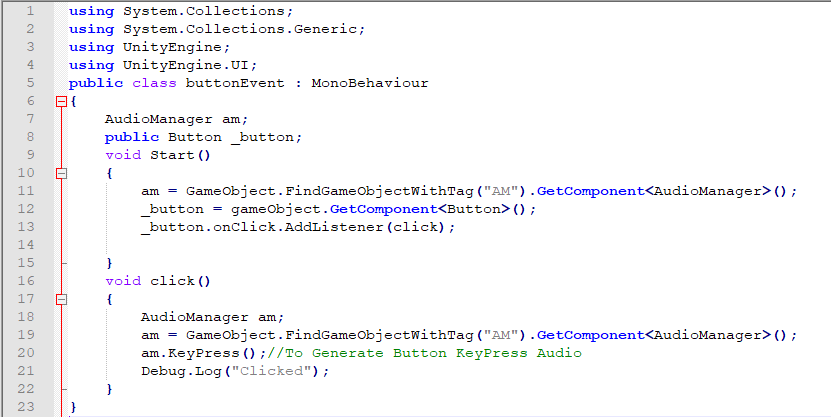 1 using System.Collections;
2 using System.Collections.Generic;
3 using UnityEngine;
4 using UnityEngine.UI;
5 public class buttonEvent : MonoBehaviour
6 {
7 AudioManager am;
8 public Button _button;
9 void Start()
10 {
11 am = GameObject.FindGameObjectWithTag("AM").GetComponent<AudioManager>();
12 _button = gameObject.GetComponent<Button>();
13 _button.onClick.AddListener(click);
14
15 }
16 void click()
17 {
18 AudioManager am;
19 am = GameObject.FindGameObjectWithTag("AM").GetComponent<AudioManager>();
20 am.KeyPress();//To Generate Button KeyPress Audio
21 Debug.Log("Clicked");
22 }
23 }